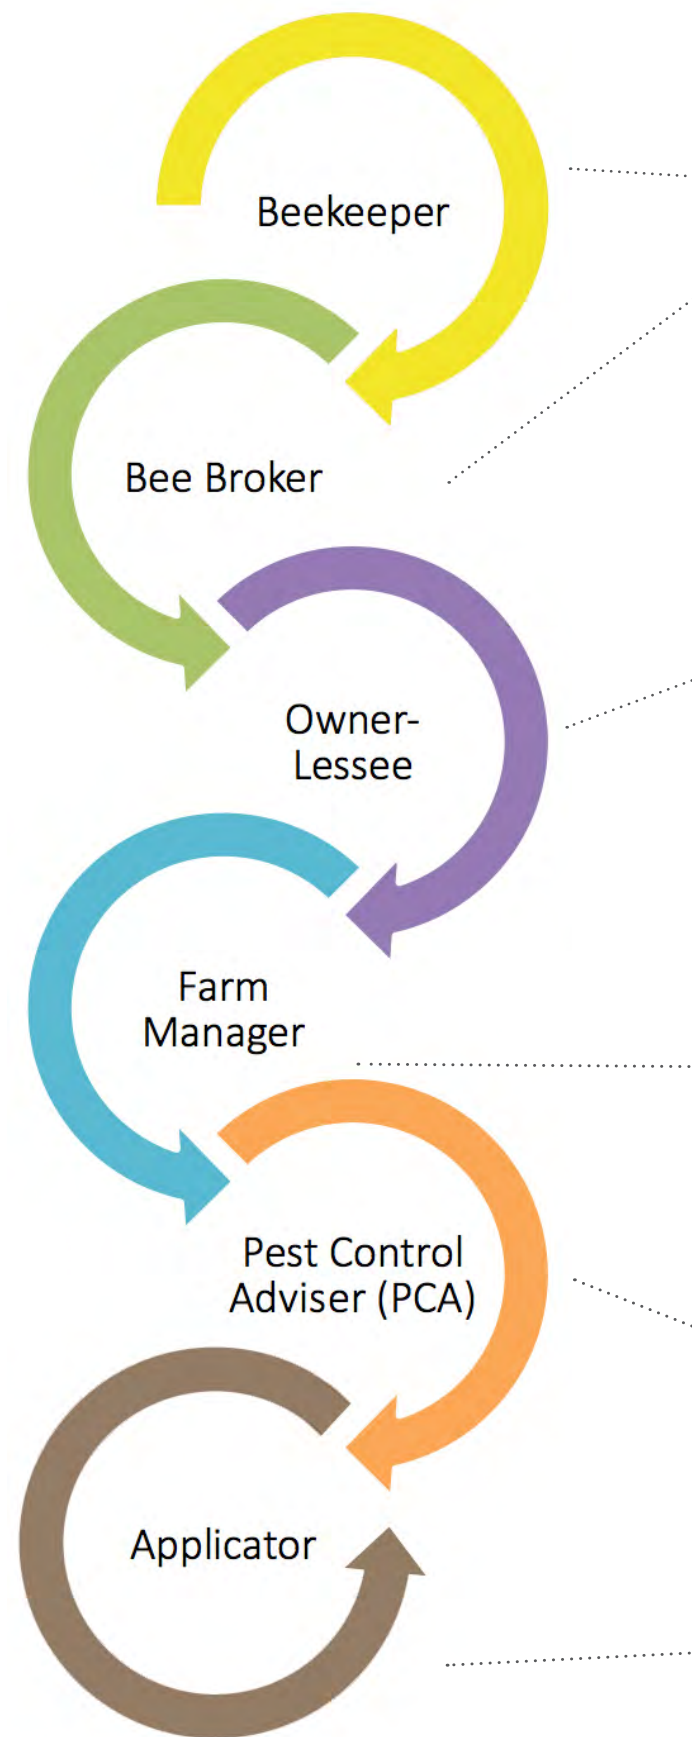 Beekeeper
Bee Broker
Owner-
Lessee
Farm
Manager
Pest Control
Adviser (PCA)
Applicator